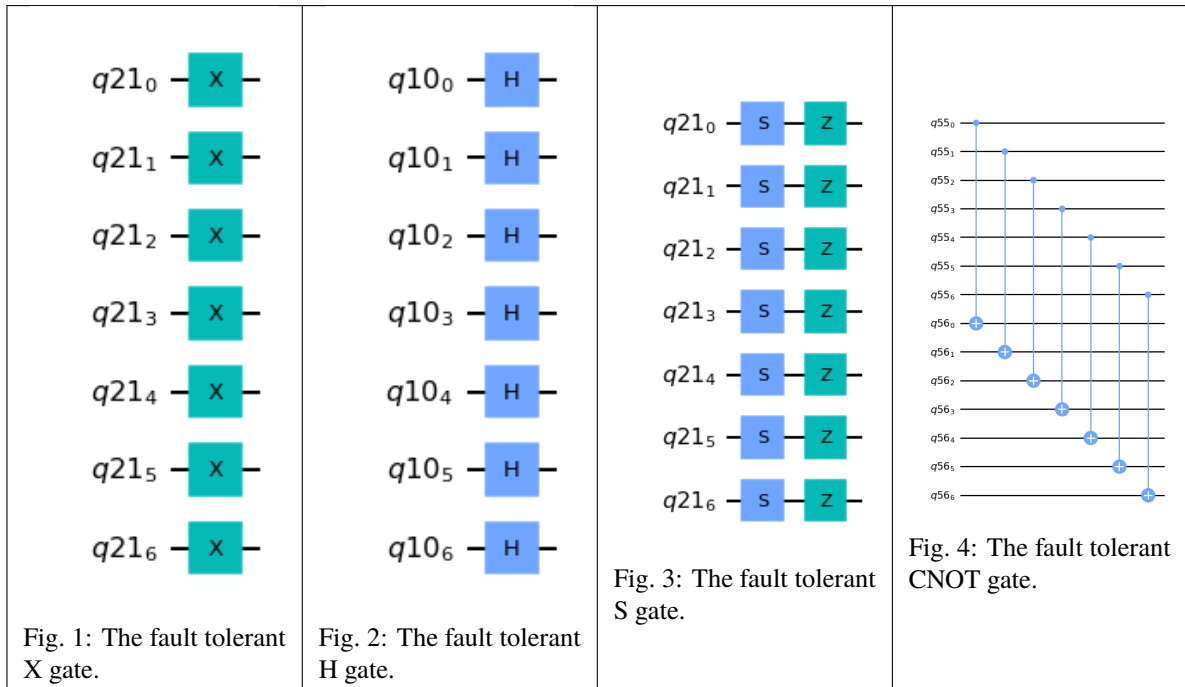 q21₀ X
q21₁ X
q21₂ X
q21₃ X
q21₄ X
q21₅ X
q21₆ X
Fig. 1: The fault tolerant
X gate.
q10₀ H
q10₁ H
q10₂ H
q10₃ H
q10₄ H
q10₅ H
q10₆ H
Fig. 2: The fault tolerant
H gate.
q21₀ S Z
q21₁ S Z
q21₂ S Z
q21₃ S Z
q21₄ S Z
q21₅ S Z
q21₆ S Z
Fig. 3: The fault tolerant
S gate.
q55₀
q55₁
q55₂
q55₃
q55₄
q55₅
q55₆
q56₀
q56₁
q56₂
q56₃
q56₄
q56₅
q56₆
Fig. 4: The fault tolerant
CNOT gate.